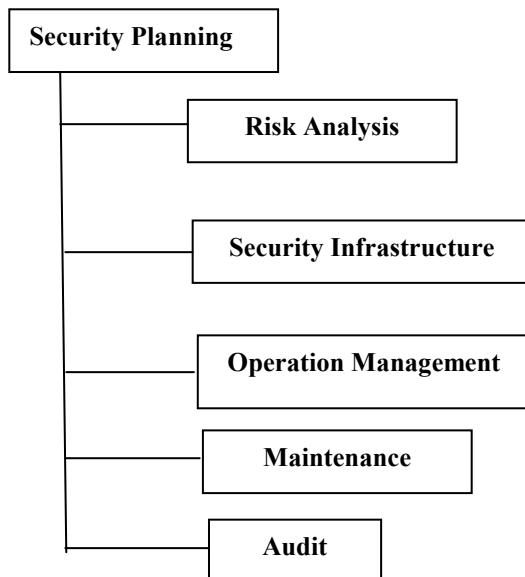 Security Planning
Risk Analysis
Security Infrastructure
Operation Management
Maintenance
Audit